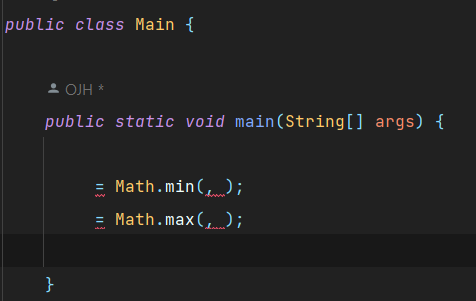 public class Main {
OJH *
public static void main(String[] args) {
= Math.min(, );
= Math.max(, );
}